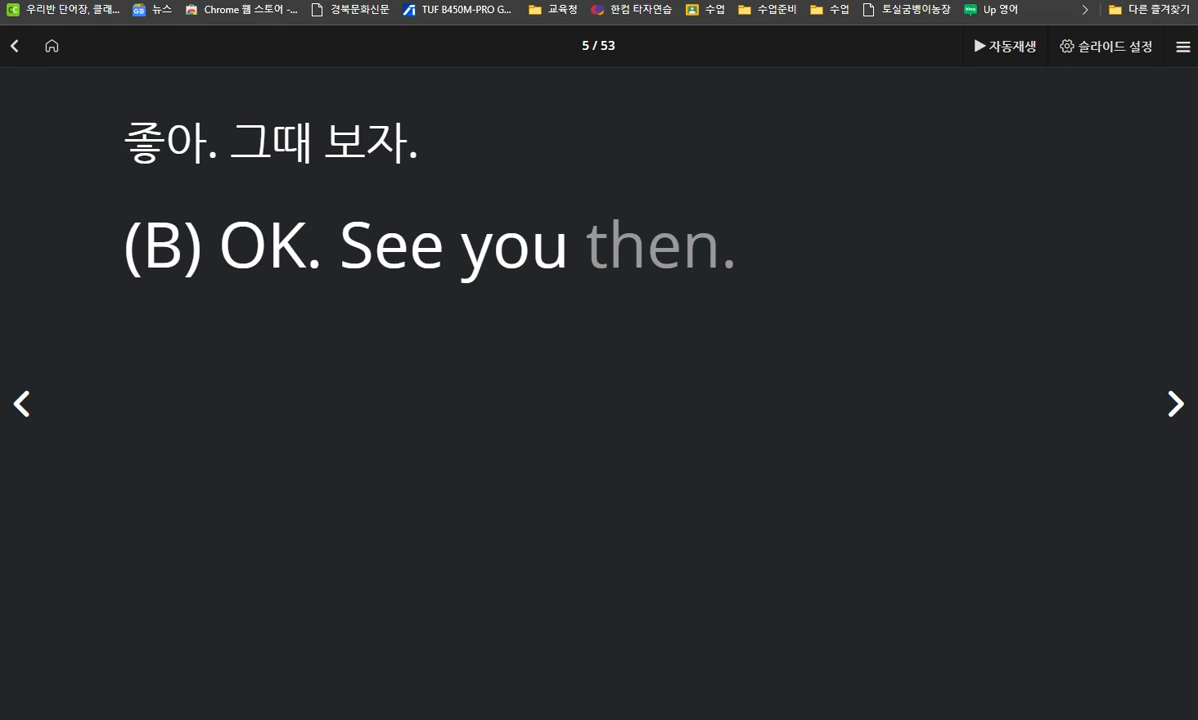 우리반 단어장, 클래... 뉴스 Chrome 웹 스토어 -... 경북문화신문 TUF B450M-PRO G... 교육청 한컴 타자연습 수업 수업준비 수업 토실굼벵이농장 Up 영어 다른 즐겨찾기
5 / 53 ▶자동재생 슬라이드 설정
좋아. 그때 보자.
(B) OK. See you then.